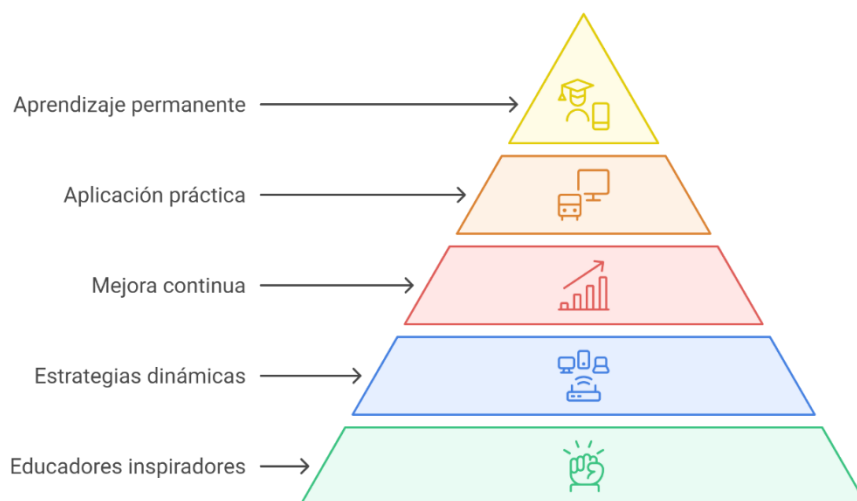 Aprendizaje permanente
Aplicación práctica
Mejora continua
Estrategias dinámicas
Educadores inspiradores